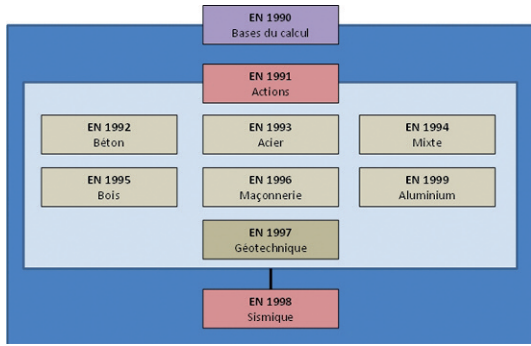 EN 1990
Bases du calcul
EN 1991
Actions
EN 1992
Béton
EN 1993
Acier
EN 1994
Mixte
EN 1995
Bois
EN 1996
Maçonnerie
EN 1999
Aluminium
EN 1997
Géotechnique
EN 1998
Sismique